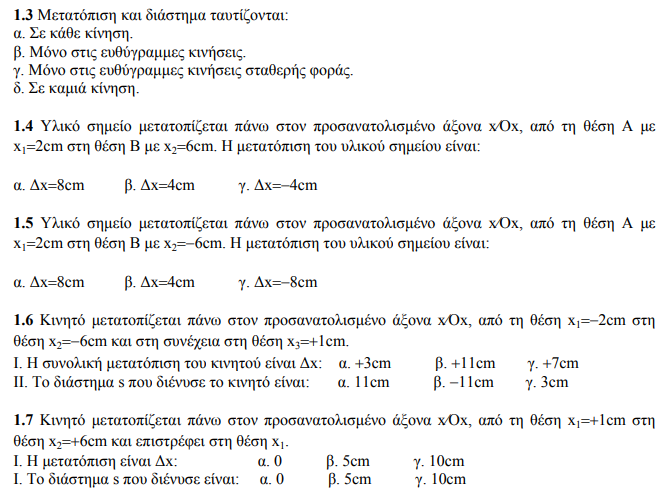 1.3 Μετατόπιση και διάστημα ταυτίζονται:
α. Σε κάθε κίνηση.
β. Μόνο στις ευθύγραμμες κινήσεις.
γ. Μόνο στις ευθύγραμμες κινήσεις σταθερής φοράς.
δ. Σε καμιά κίνηση.
1.4 Υλικό σημείο μετατοπίζεται πάνω στον προσανατολισμένο άξονα x′Οx, από τη θέση Α με
x₁=2cm στη θέση Β με x₂=6cm. Η μετατόπιση του υλικού σημείου είναι:
α. Δx=8cm β. Δx=4cm γ. Δx=−4cm
1.5 Υλικό σημείο μετατοπίζεται πάνω στον προσανατολισμένο άξονα x′Οx, από τη θέση Α με
x₁=2cm στη θέση Β με x₂=−6cm. Η μετατόπιση του υλικού σημείου είναι:
α. Δx=8cm β. Δx=4cm γ. Δx=−8cm
1.6 Κινητό μετατοπίζεται πάνω στον προσανατολισμένο άξονα x′Οx, από τη θέση x₁=−2cm στη
θέση x₂=−6cm και στη συνέχεια στη θέση x₃=+1cm.
Ι. Η συνολική μετατόπιση του κινητού είναι Δx: α. +3cm β. +11cm γ. +7cm
ΙΙ. Το διάστημα s που διένυσε το κινητό είναι: α. 11cm β. −11cm γ. 3cm
1.7 Κινητό μετατοπίζεται πάνω στον προσανατολισμένο άξονα x′Οx, από τη θέση x₁=+1cm στη
θέση x₂=+6cm και επιστρέφει στη θέση x₁.
Ι. Η μετατόπιση είναι Δx: α. 0 β. 5cm γ. 10cm
Ι. Το διάστημα s που διένυσε είναι: α. 0 β. 5cm γ. 10cm